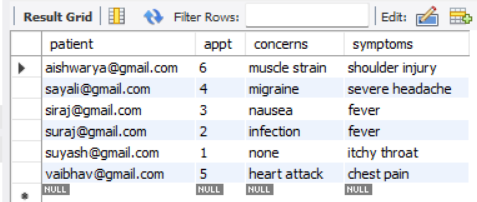 Result Grid Filter Rows: Edit:
patient appt concerns symptoms
aishwarya@gmail.com 6 muscle strain shoulder injury
sayali@gmail.com 4 migraine severe headache
siraj@gmail.com 3 nausea fever
suraj@gmail.com 2 infection fever
suyash@gmail.com 1 none itchy throat
vaibhav@gmail.com 5 heart attack chest pain
NULL NULL NULL NULL